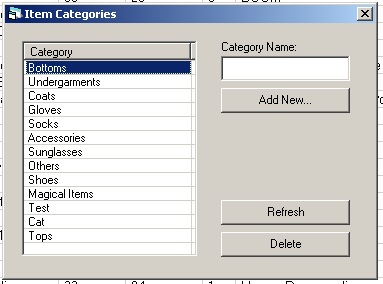 Item Categories
Category
Bottoms
Undergarments
Coats
Gloves
Socks
Accessories
Sunglasses
Others
Shoes
Magical Items
Test
Cat
Tops
Category Name:
Add New...
Refresh
Delete